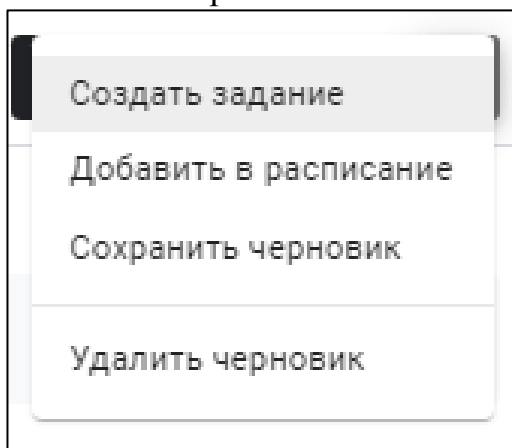 Создать задание
Добавить в расписание
Сохранить черновик
Удалить черновик